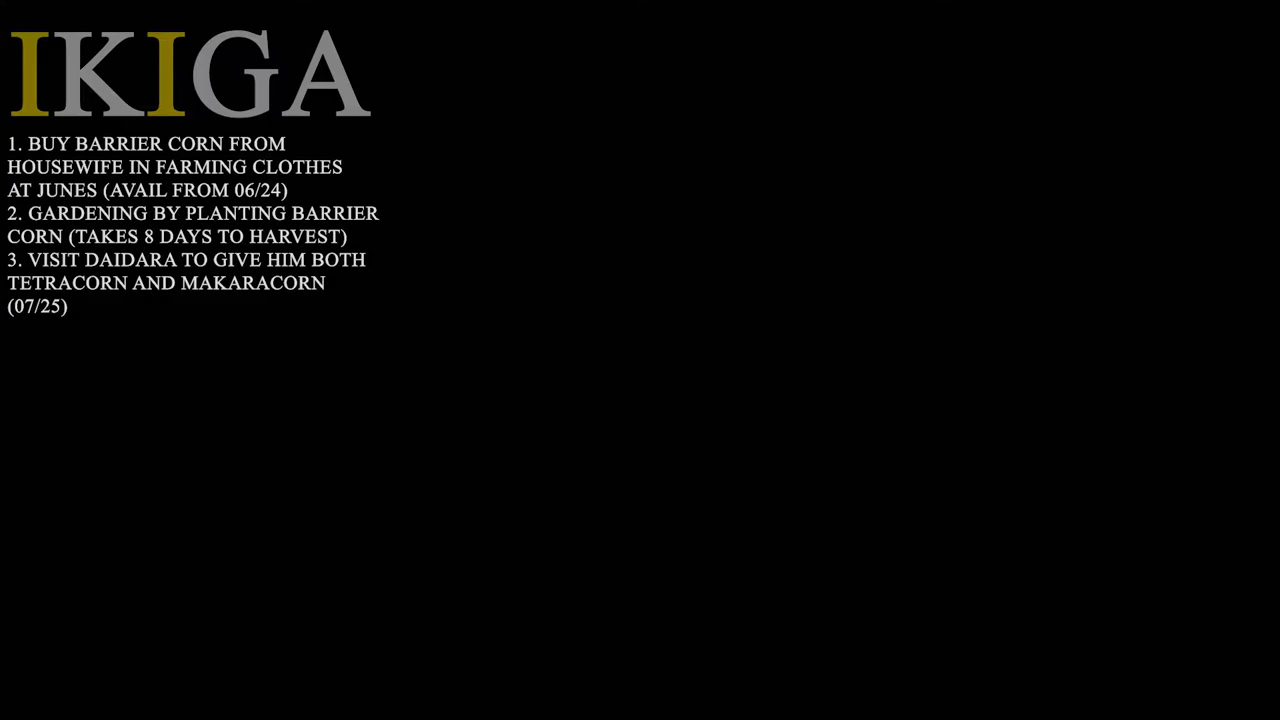 IKIGA
1. BUY BARRIER CORN FROM
HOUSEWIFE IN FARMING CLOTHES
AT JUNES (AVAIL FROM 06/24)
2. GARDENING BY PLANTING BARRIER
CORN (TAKES 8 DAYS TO HARVEST)
3. VISIT DAIDARA TO GIVE HIM BOTH
TETRACORN AND MAKARACORN
(07/25)